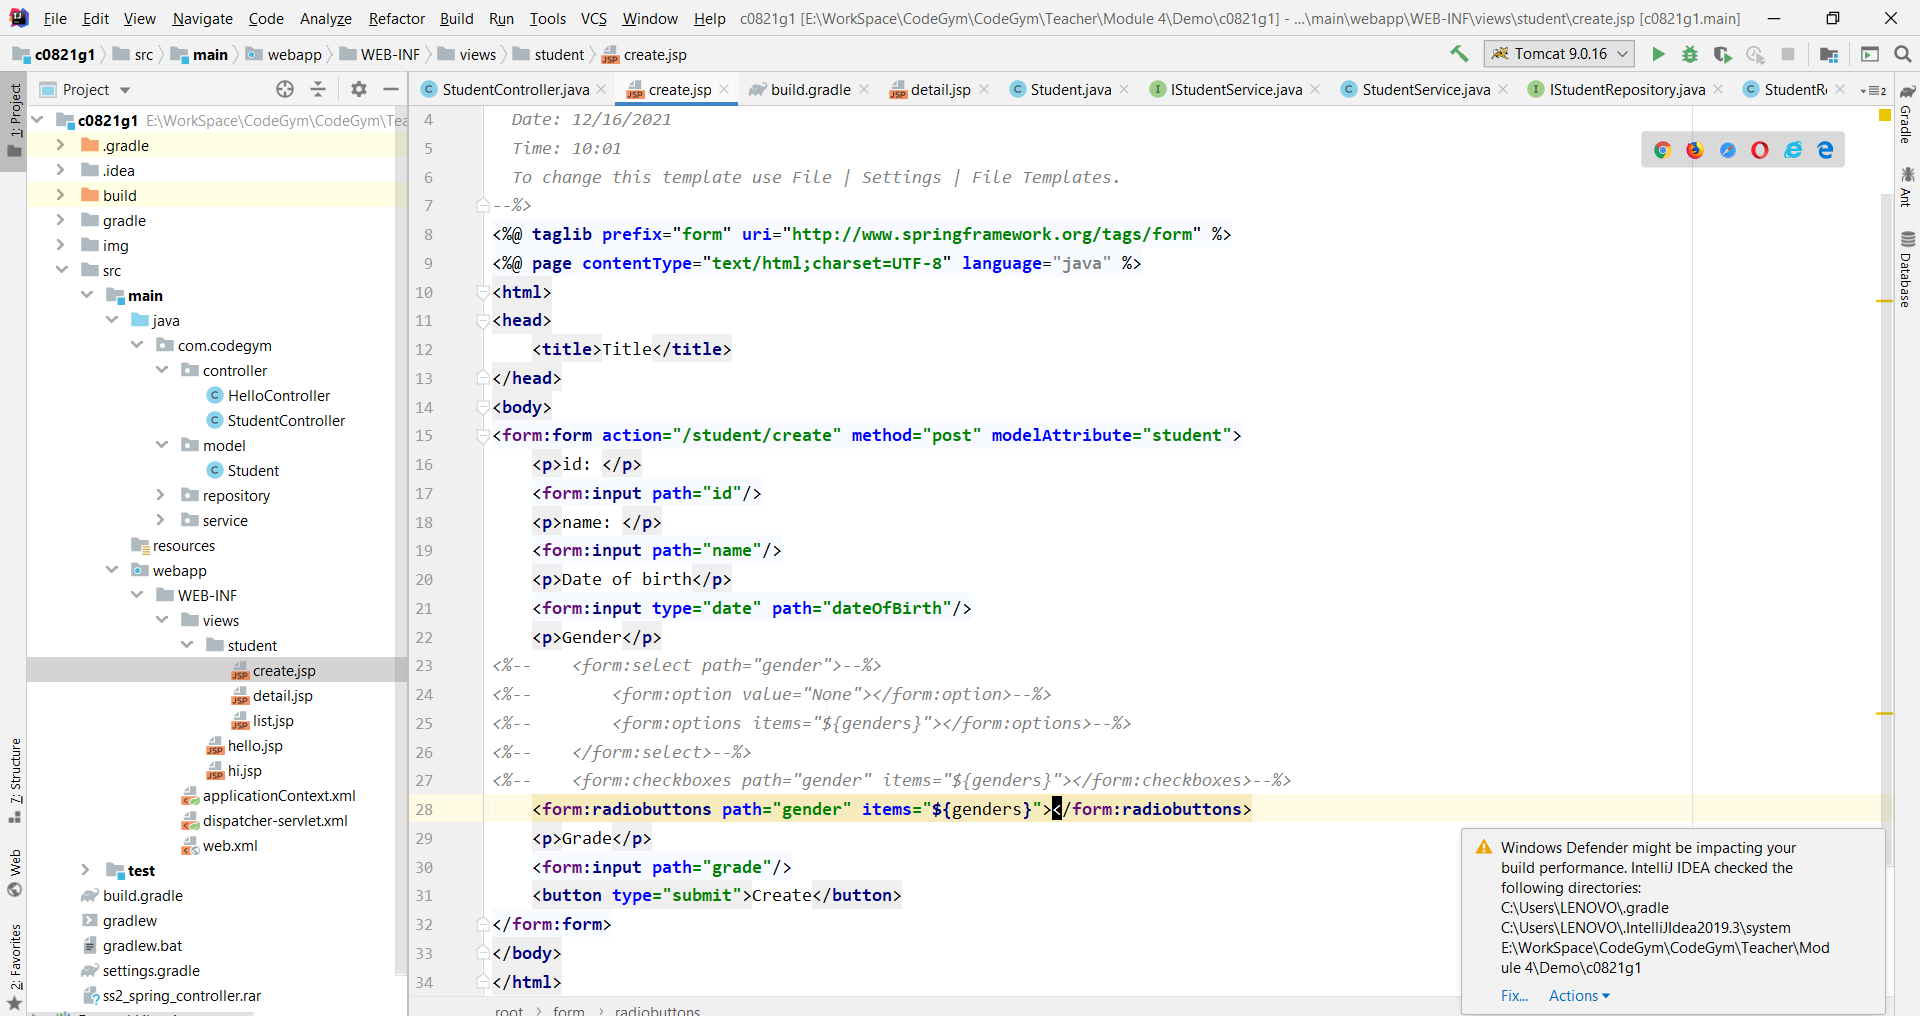 File Edit View Navigate Code Analyze Refactor Build Run Tools VCS Window Help c0821g1 [E:\WorkSpace\CodeGym\CodeGym\Teacher\Module 4\Demo\c0821g1] - ...\main\webapp\WEB-INF\views\student\create.jsp [c0821g1.main]
c0821g1 src main webapp WEB-INF views student create.jsp Tomcat 9.0.16
Project StudentController.java create.jsp build.gradle detail.jsp Student.java IStudentService.java StudentService.java IStudentRepository.java StudentRe 2
1: Project
7: Structure
Web
2: Favorites
c0821g1 E:\WorkSpace\CodeGym\CodeGym\Tea
.gradle
.idea
build
gradle
img
src
main
java
com.codegym
controller
HelloController
StudentController
model
Student
repository
service
resources
webapp
WEB-INF
views
student
create.jsp
detail.jsp
list.jsp
hello.jsp
hi.jsp
applicationContext.xml
dispatcher-servlet.xml
web.xml
test
build.gradle
gradlew
gradlew.bat
settings.gradle
ss2_spring_controller.rar
4 Date: 12/16/2021
5 Time: 10:01
6 To change this template use File | Settings | File Templates.
7 --%>
8 <%@ taglib prefix="form" uri="http://www.springframework.org/tags/form" %>
9 <%@ page contentType="text/html;charset=UTF-8" language="java" %>
10 <html>
11 <head>
12 <title>Title</title>
13 </head>
14 <body>
15 <form:form action="/student/create" method="post" modelAttribute="student">
16 <p>id: </p>
17 <form:input path="id"/>
18 <p>name: </p>
19 <form:input path="name"/>
20 <p>Date of birth</p>
21 <form:input type="date" path="dateOfBirth"/>
22 <p>Gender</p>
23 <%-- <form:select path="gender">--%>
24 <%-- <form:option value="None"></form:option>--%>
25 <%-- <form:options items="${genders}"></form:options>--%>
26 <%-- </form:select>--%>
27 <%-- <form:checkboxes path="gender" items="${genders}"></form:checkboxes>--%>
28 <form:radiobuttons path="gender" items="${genders}"></form:radiobuttons>
29 <p>Grade</p>
30 <form:input path="grade"/>
31 <button type="submit">Create</button>
32 </form:form>
33 </body>
34 </html>
root form radiobuttons
Gradle
Ant
Database
Windows Defender might be impacting your
build performance. IntelliJ IDEA checked the
following directories:
C:\Users\LENOVO\.gradle
C:\Users\LENOVO\.IntelliJIdea2019.3\system
E:\WorkSpace\CodeGym\CodeGym\Teacher\Mod
ule 4\Demo\c0821g1
Fix... Actions